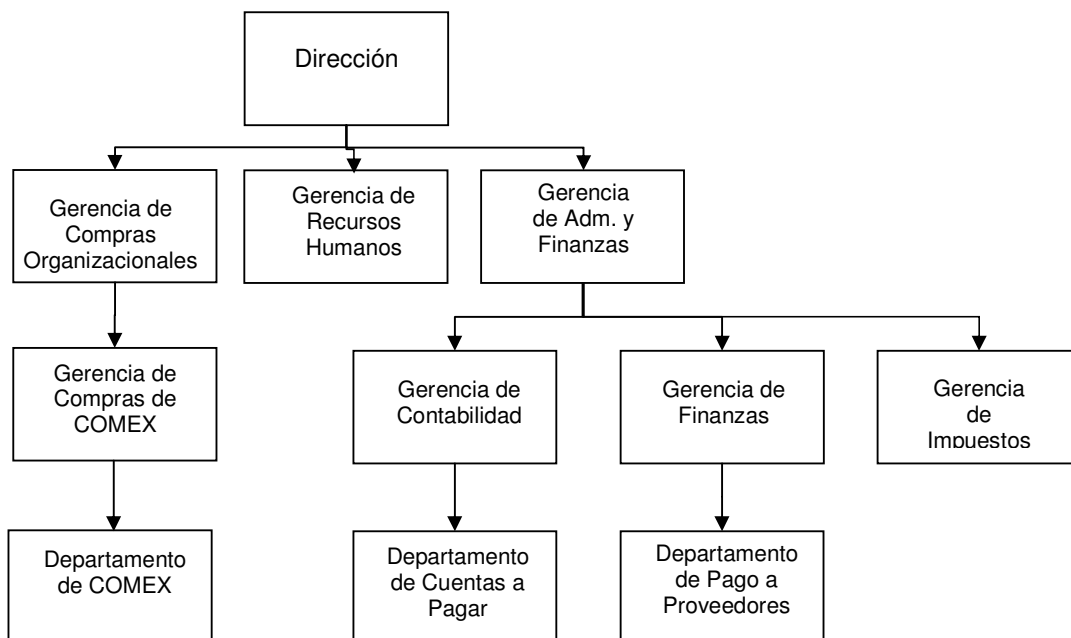 Dirección
Gerencia de
Compras
Organizacionales
Gerencia de
Recursos
Humanos
Gerencia
de Adm. y
Finanzas
Gerencia de
Compras de
COMEX
Gerencia de
Contabilidad
Gerencia de
Finanzas
Gerencia
de
Impuestos
Departamento
de COMEX
Departamento
de Cuentas a
Pagar
Departamento
de Pago a
Proveedores